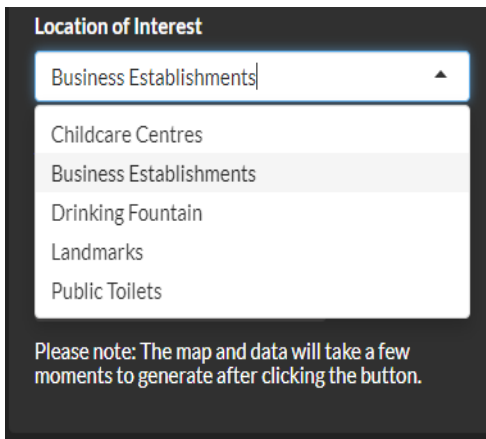 Location of Interest
Business Establishments
Childcare Centres
Business Establishments
Drinking Fountain
Landmarks
Public Toilets
Please note: The map and data will take a few
moments to generate after clicking the button.